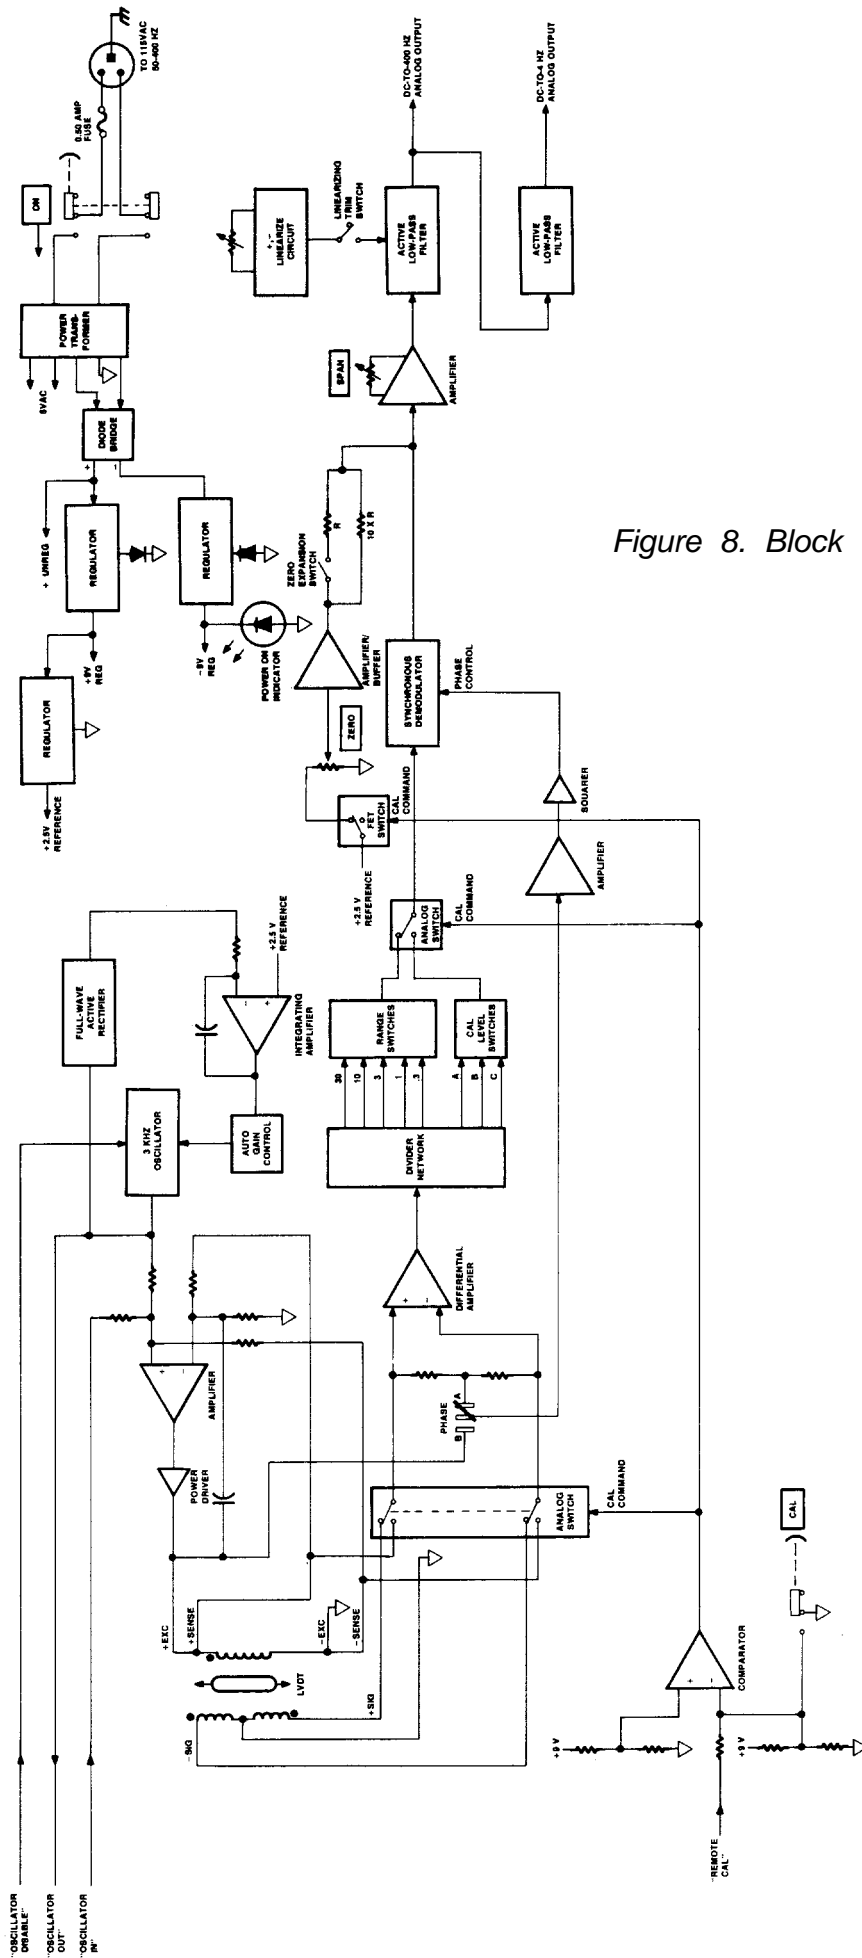 "OSCILLATOR
DISABLE"
"OSCILLATOR
OUT"
"OSCILLATOR
IN"
3 KHZ
OSCILLATOR
FULL-WAVE
ACTIVE
RECTIFIER
AUTO
GAIN
CONTROL
-
+
INTEGRATING
AMPLIFIER
+2.5 V
REFERENCE
+
-
AMPLIFIER
POWER
DRIVER
+EXC
+SENSE
-EXC
-SENSE
LVDT
-SIG
+SIG
PHASE
B
A
ANALOG
SWITCH
CAL
COMMAND
+
-
DIFFERENTIAL
AMPLIFIER
DIVIDER
NETWORK
30
10
3
1
.3
A
B
C
RANGE
SWITCHES
CAL
LEVEL
SWITCHES
ANALOG
SWITCH
CAL
COMMAND
+2.5 V
REFERENCE
FET
SWITCH
CAL
COMMAND
ZERO
AMPLIFIER/
BUFFER
ZERO
EXPANSION
SWITCH
R
10 X R
SYNCHRONOUS
DEMODULATOR
PHASE
CONTROL
AMPLIFIER
SQUARER
SPAN
AMPLIFIER
+, -
LINEARIZE
CIRCUIT
LINEARIZING
TRIM
SWITCH
ACTIVE
LOW-PASS
FILTER
DC-TO-400 HZ
ANALOG OUTPUT
ACTIVE
LOW-PASS
FILTER
DC-TO-4 HZ
ANALOG OUTPUT
+2.5V
REFERENCE
REGULATOR
+9V
REG
REGULATOR
+ UNREG
-9V
REG
REGULATOR
POWER ON
INDICATOR
+
-
DIODE
BRIDGE
6VAC
POWER
TRANS-
FORMER
ON
0.50 AMP
FUSE
TO 115VAC
50-400 HZ
"REMOTE
CAL"
+9 V
+9 V
+
-
COMPARATOR
CAL
Figure 8. Block